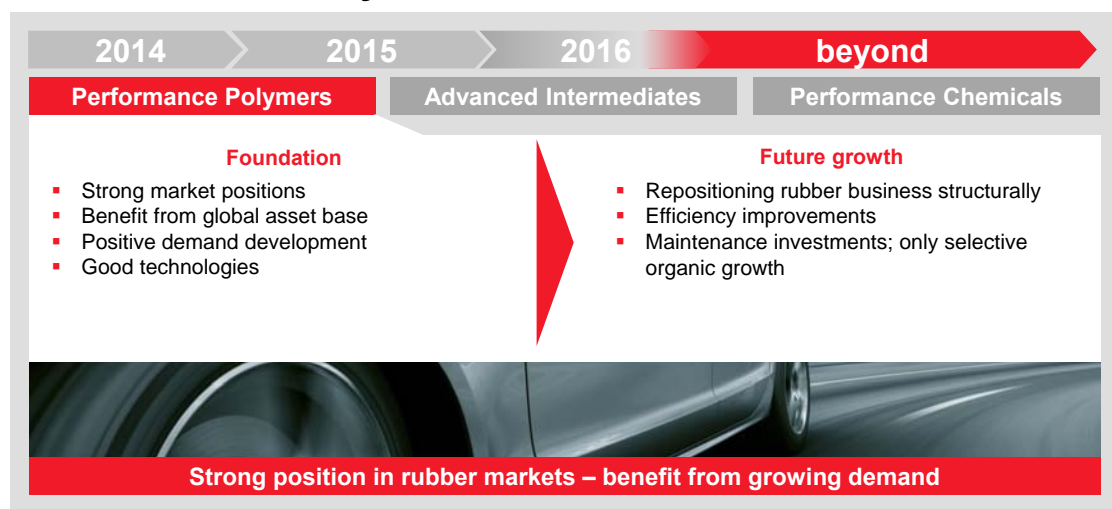 2014 2015 2016 beyond
Performance Polymers Advanced Intermediates Performance Chemicals
Foundation
▪ Strong market positions
▪ Benefit from global asset base
▪ Positive demand development
▪ Good technologies
Future growth
▪ Repositioning rubber business structurally
▪ Efficiency improvements
▪ Maintenance investments; only selective
organic growth
Strong position in rubber markets – benefit from growing demand